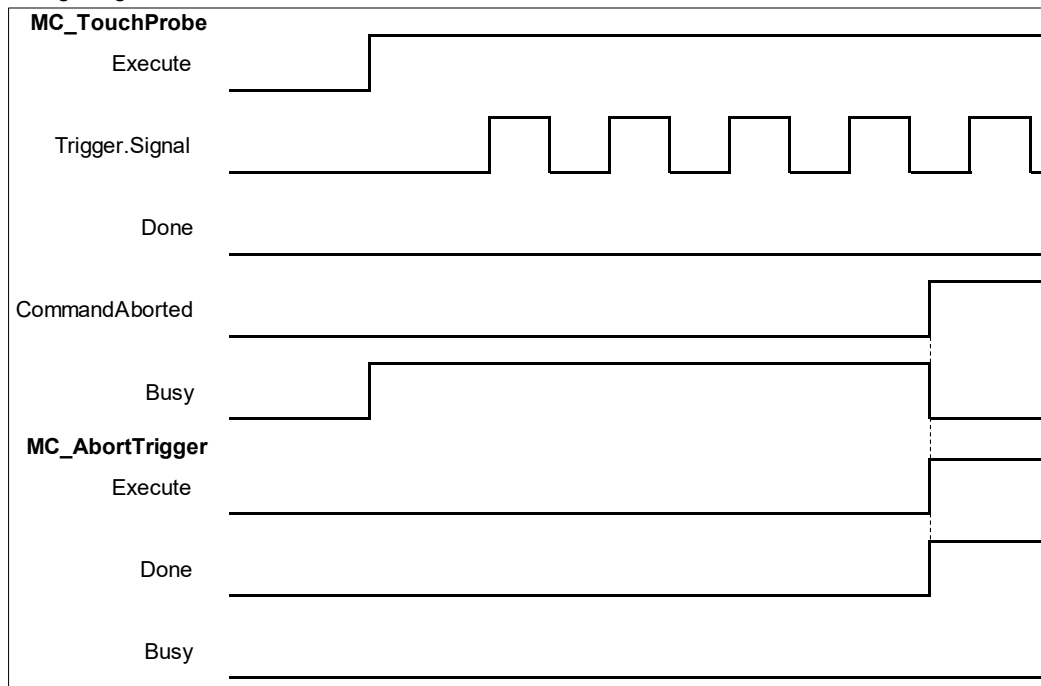 MC_TouchProbe
Execute
Trigger.Signal
Done
CommandAborted
Busy
MC_AbortTrigger
Execute
Done
Busy